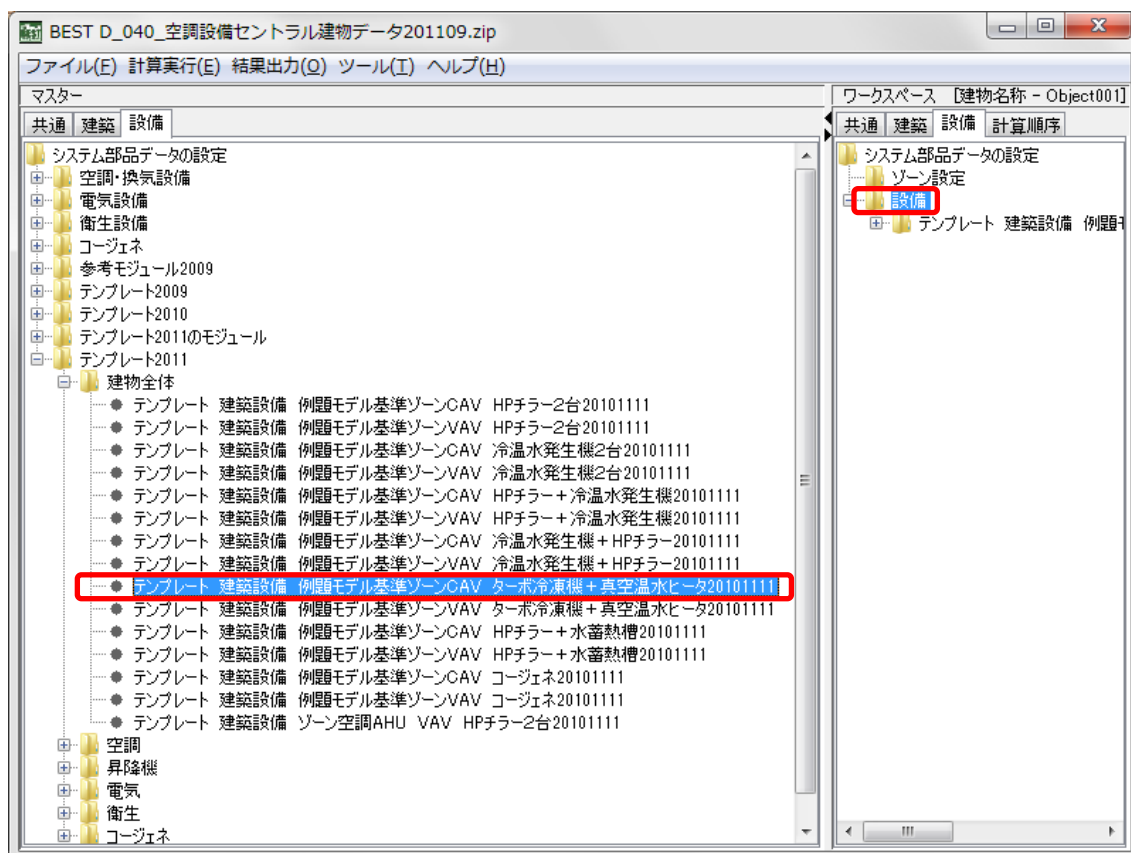 BEST D_040_空調設備セントラル建物データ201109.zip
ファイル(F) 計算実行(E) 結果出力(O) ツール(T) ヘルプ(H)
マスター
共通 建築 設備
システム部品データの設定
空調・換気設備
電気設備
衛生設備
コージェネ
参考モジュール2009
テンプレート2009
テンプレート2010
テンプレート2011のモジュール
テンプレート2011
建物全体
テンプレート 建築設備 例題モデル基準ゾーンCAV HPチラー2台20101111
テンプレート 建築設備 例題モデル基準ゾーンVAV HPチラー2台20101111
テンプレート 建築設備 例題モデル基準ゾーンCAV 冷温水発生機2台20101111
テンプレート 建築設備 例題モデル基準ゾーンVAV 冷温水発生機2台20101111
テンプレート 建築設備 例題モデル基準ゾーンCAV HPチラー+冷温水発生機20101111
テンプレート 建築設備 例題モデル基準ゾーンVAV HPチラー+冷温水発生機20101111
テンプレート 建築設備 例題モデル基準ゾーンCAV 冷温水発生機+HPチラー20101111
テンプレート 建築設備 例題モデル基準ゾーンVAV 冷温水発生機+HPチラー20101111
テンプレート 建築設備 例題モデル基準ゾーンCAV ターボ冷凍機+真空温水ヒータ20101111
テンプレート 建築設備 例題モデル基準ゾーンVAV ターボ冷凍機+真空温水ヒータ20101111
テンプレート 建築設備 例題モデル基準ゾーンCAV HPチラー+水蓄熱槽20101111
テンプレート 建築設備 例題モデル基準ゾーンVAV HPチラー+水蓄熱槽20101111
テンプレート 建築設備 例題モデル基準ゾーンCAV コージェネ20101111
テンプレート 建築設備 例題モデル基準ゾーンVAV コージェネ20101111
テンプレート 建築設備 ゾーン空調AHU VAV HPチラー2台20101111
空調
昇降機
電気
衛生
コージェネ
ワークスペース [建物名称 - Object001]
共通 建築 設備 計算順序
システム部品データの設定
ゾーン設定
設備
テンプレート 建築設備 例題